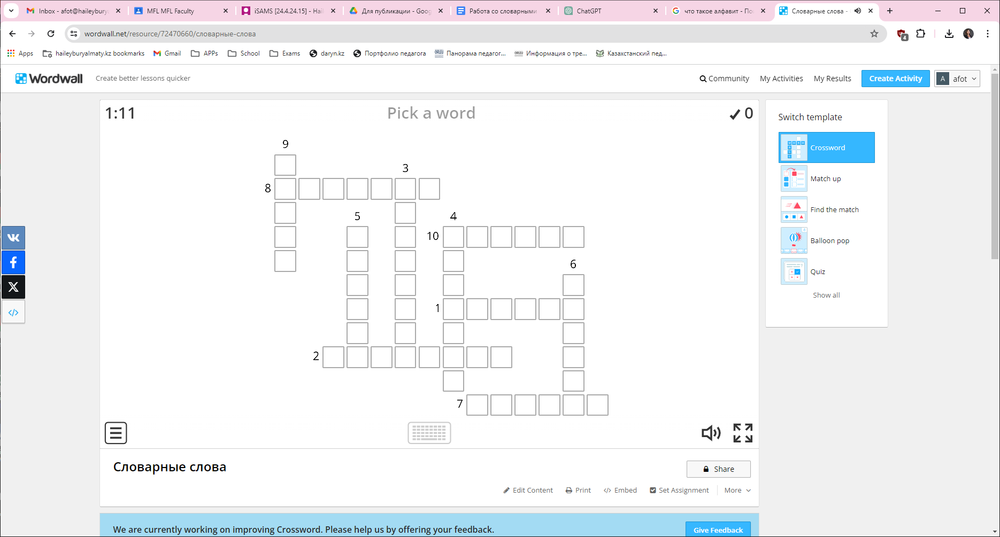 Inbox - afot@haileybury
MFL MFL Faculty
iSAMS [24.4.24.15] - Hail
Для публикации - Goog
Работа со словарными
ChatGPT
что такое алфавит - По
Словарные слова -
wordwall.net/resource/72470660/словарные-слова
4
Apps
haileyburyalmaty.kz bookmarks
Gmail
APPs
School
Exams
daryn.kz
Портфолио педагога
Панорама педагог...
Информация о тре...
Казахстанский пед...
Wordwall
Create better lessons quicker
Community
My Activities
My Results
Create Activity
A afot
1:11
Pick a word
0
9
3
8
5
4
10
6
1
2
7
Switch template
Crossword
Match up
Find the match
Balloon pop
Quiz
Show all
Словарные слова
Share
Edit Content
Print
Embed
Set Assignment
More
We are currently working on improving Crossword. Please help us by offering your feedback.
Give Feedback